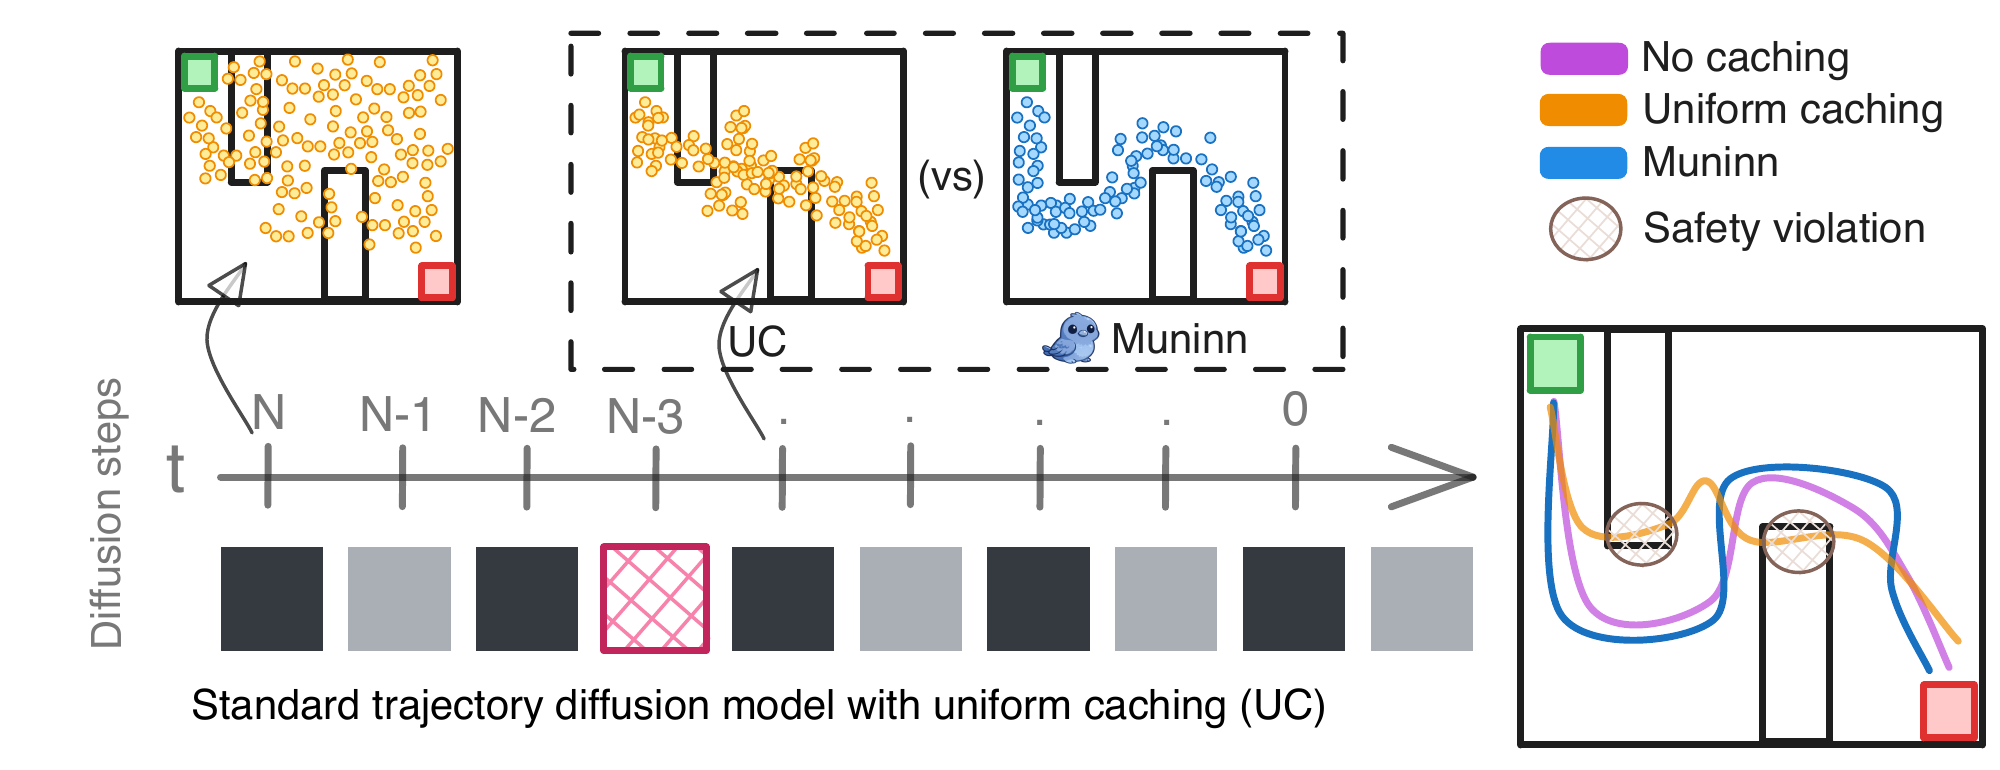 No caching
Uniform caching
Muninn
Safety violation
(vs)
UC
Muninn
Diffusion steps
t
N
N-1
N-2
N-3
.
.
.
.
0
Standard trajectory diffusion model with uniform caching (UC)